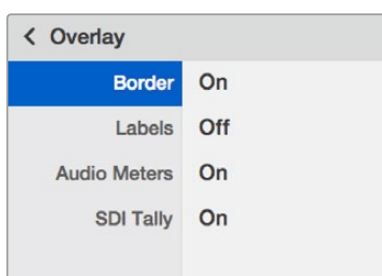 < Overlay
Border On
Labels Off
Audio Meters On
SDI Tally On